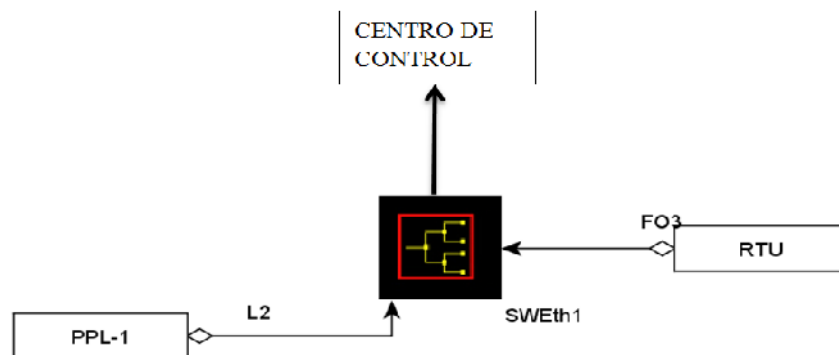 CENTRO DE
CONTROL
FO3
RTU
L2
SWEth1
PPL-1